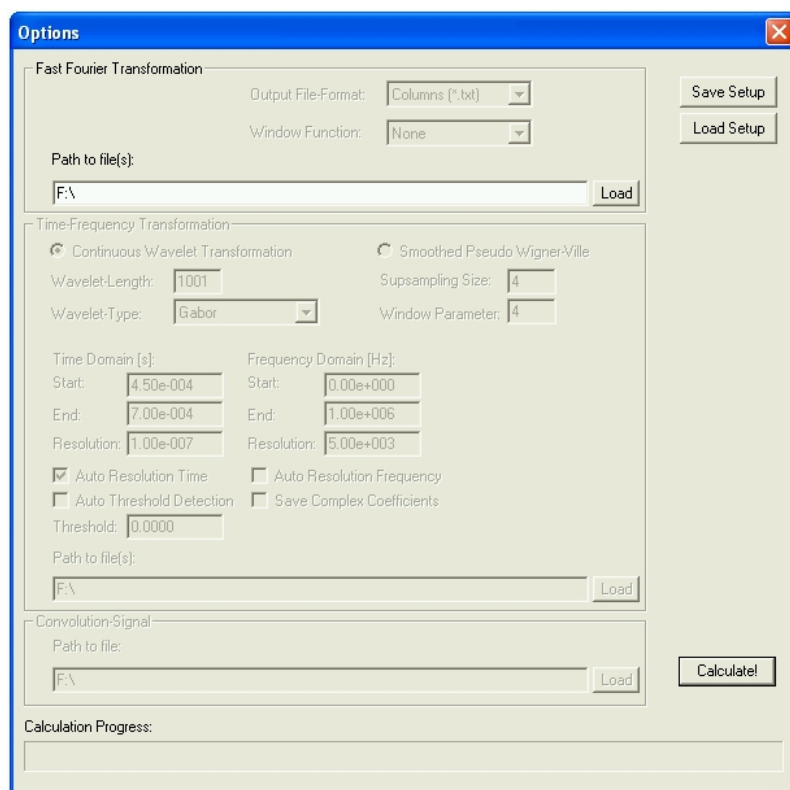 Options
Fast Fourier Transformation
Output File-Format: Columns (*.txt)
Save Setup
Window Function: None
Load Setup
Path to file(s):
F:\ Load
Time-Frequency Transformation
Continuous Wavelet Transformation Smoothed Pseudo Wigner-Ville
Wavelet-Length: 1001 Supsampling Size: 4
Wavelet-Type: Gabor Window Parameter: 4
Time Domain [s]: Frequency Domain [Hz]:
Start: 4.50e-004 Start: 0.00e+000
End: 7.00e-004 End: 1.00e+006
Resolution: 1.00e-007 Resolution: 5.00e+003
Auto Resolution Time Auto Resolution Frequency
Auto Threshold Detection Save Complex Coefficients
Threshold: 0.0000
Path to file(s):
F:\ Load
Convolution-Signal
Path to file:
F:\ Load
Calculate!
Calculation Progress: